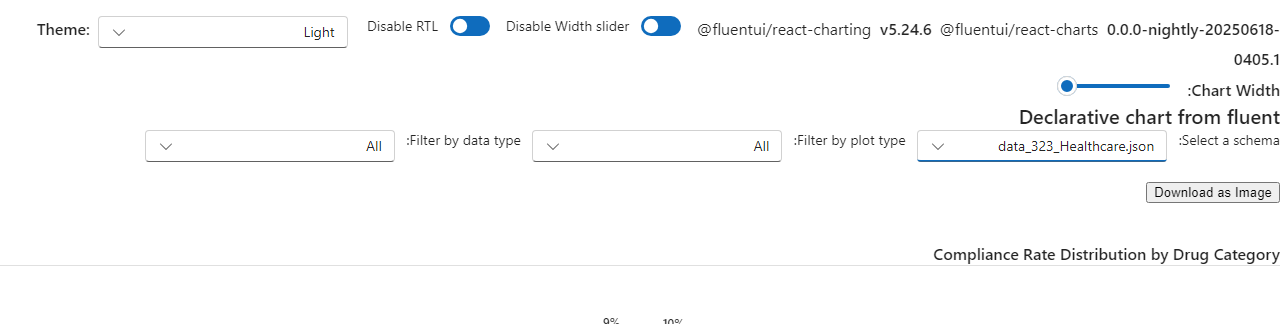 Theme: Light Disable RTL Disable Width slider @fluentui/react-charting v5.24.6 @fluentui/react-charts 0.0.0-nightly-20250618-
0405.1
:Chart Width
Declarative chart from fluent
:Select a schema data_323_Healthcare.json :Filter by plot type All :Filter by data type All
Download as Image
Compliance Rate Distribution by Drug Category
9% 10%